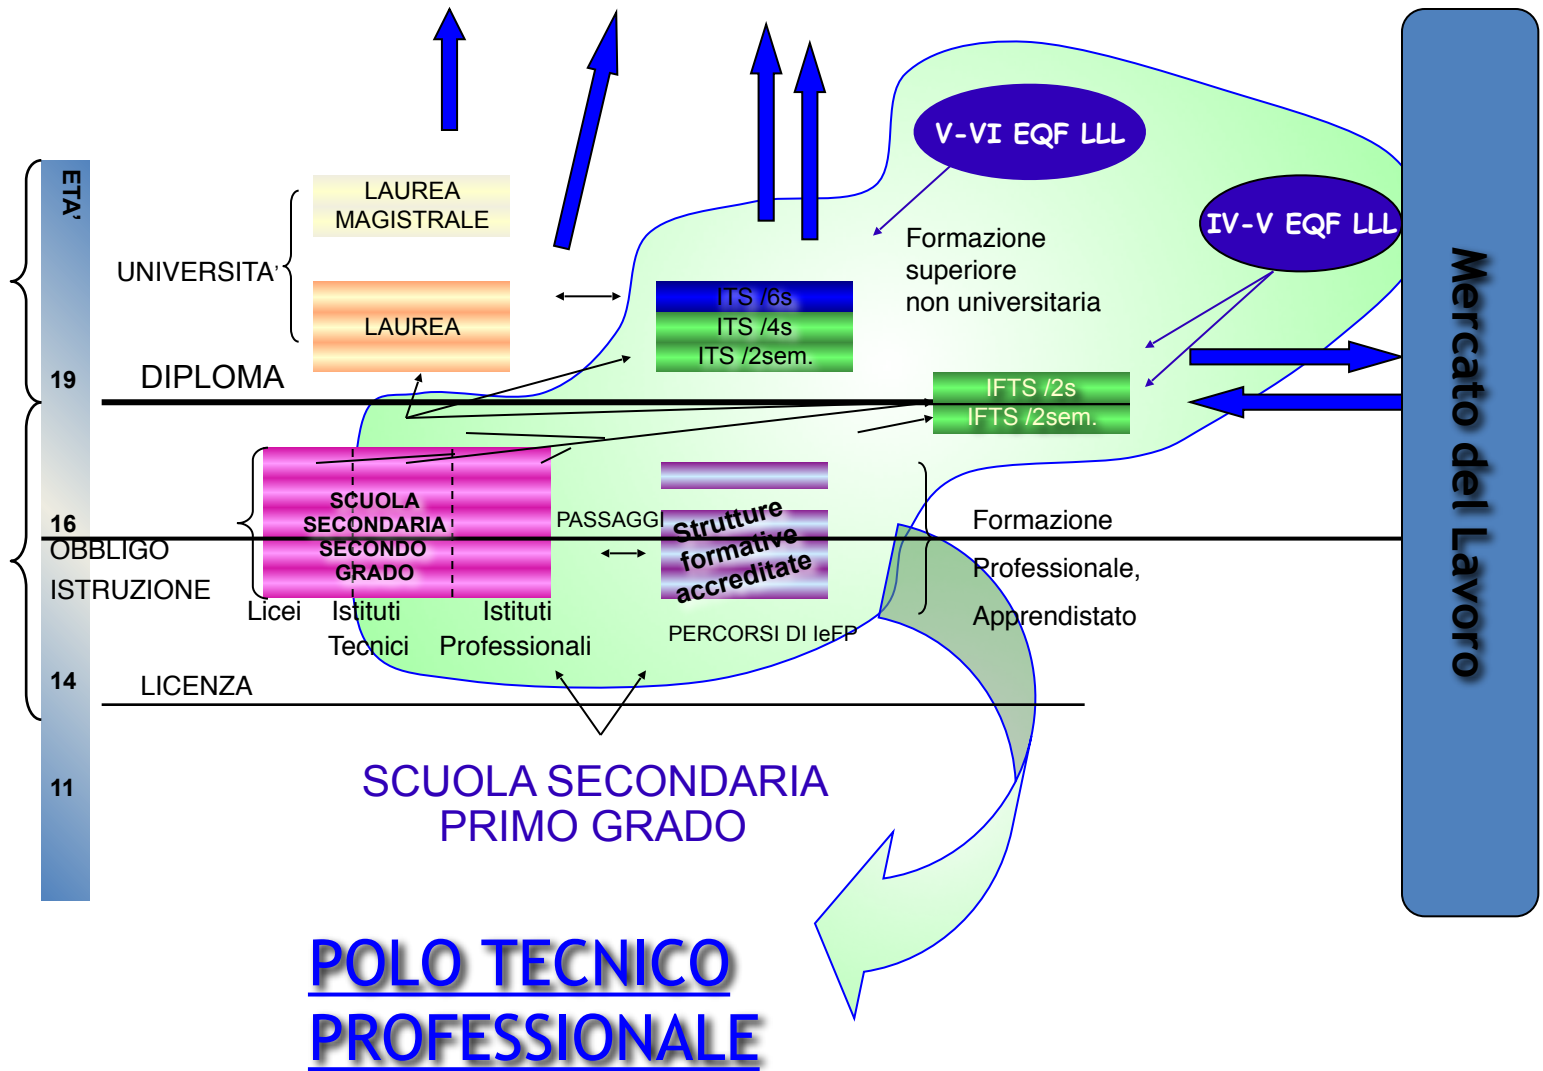 V-VI EQF LLL
ETA'
LAUREA
MAGISTRALE
IV-V EQF LLL
Formazione
superiore
non universitaria
UNIVERSITA'
ITS /6s
LAUREA
ITS /4s
ITS /2sem.
19
DIPLOMA
IFTS /2s
IFTS /2sem.
Mercato del Lavoro
SCUOLA
SECONDARIA
SECONDO
GRADO
PASSAGGI
Strutture
formative
accreditate
16
OBBLIGO
ISTRUZIONE
Formazione
Professionale,
Apprendistato
Licei
Istituti
Tecnici
Istituti
Professionali
PERCORSI DI IeFP
14
LICENZA
11
SCUOLA SECONDARIA
PRIMO GRADO
POLO TECNICO
PROFESSIONALE